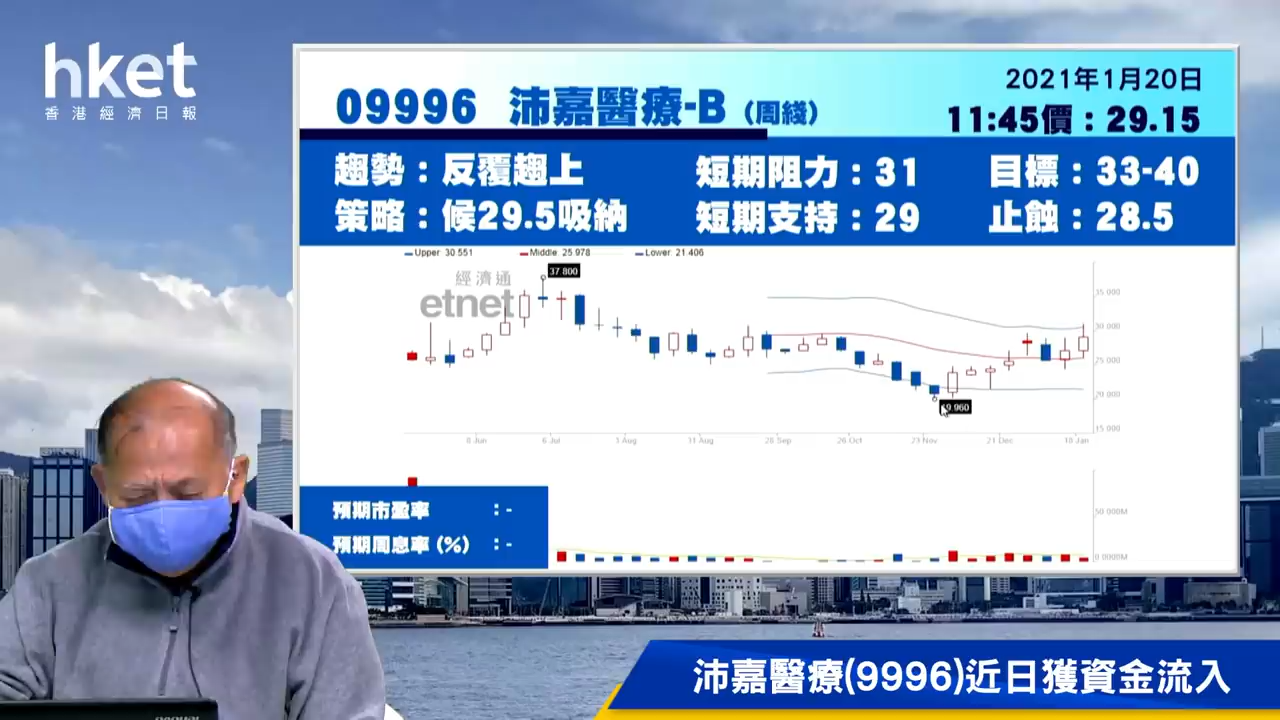 hket
香港經濟日報
09996 沛嘉醫療-B (周綫)
2021年1月20日
11:45價：29.15
趨勢：反覆趨上
短期阻力：31
目標：33-40
策略：候29.5吸納
短期支持：29
止蝕：28.5
Upper 30.551
Middle 25.978
Lower 21.406
經濟通
etnet
37.800
35.000
30.000
25.000
20.000
15.000
8 Jun
6 Jul
3 Aug
31 Aug
28 Sep
26 Oct
23 Nov
21 Dec
18 Jan
50.000M
0.0000M
預期市盈率 ：-
預期周息率 (%) ：-
沛嘉醫療(9996)近日獲資金流入